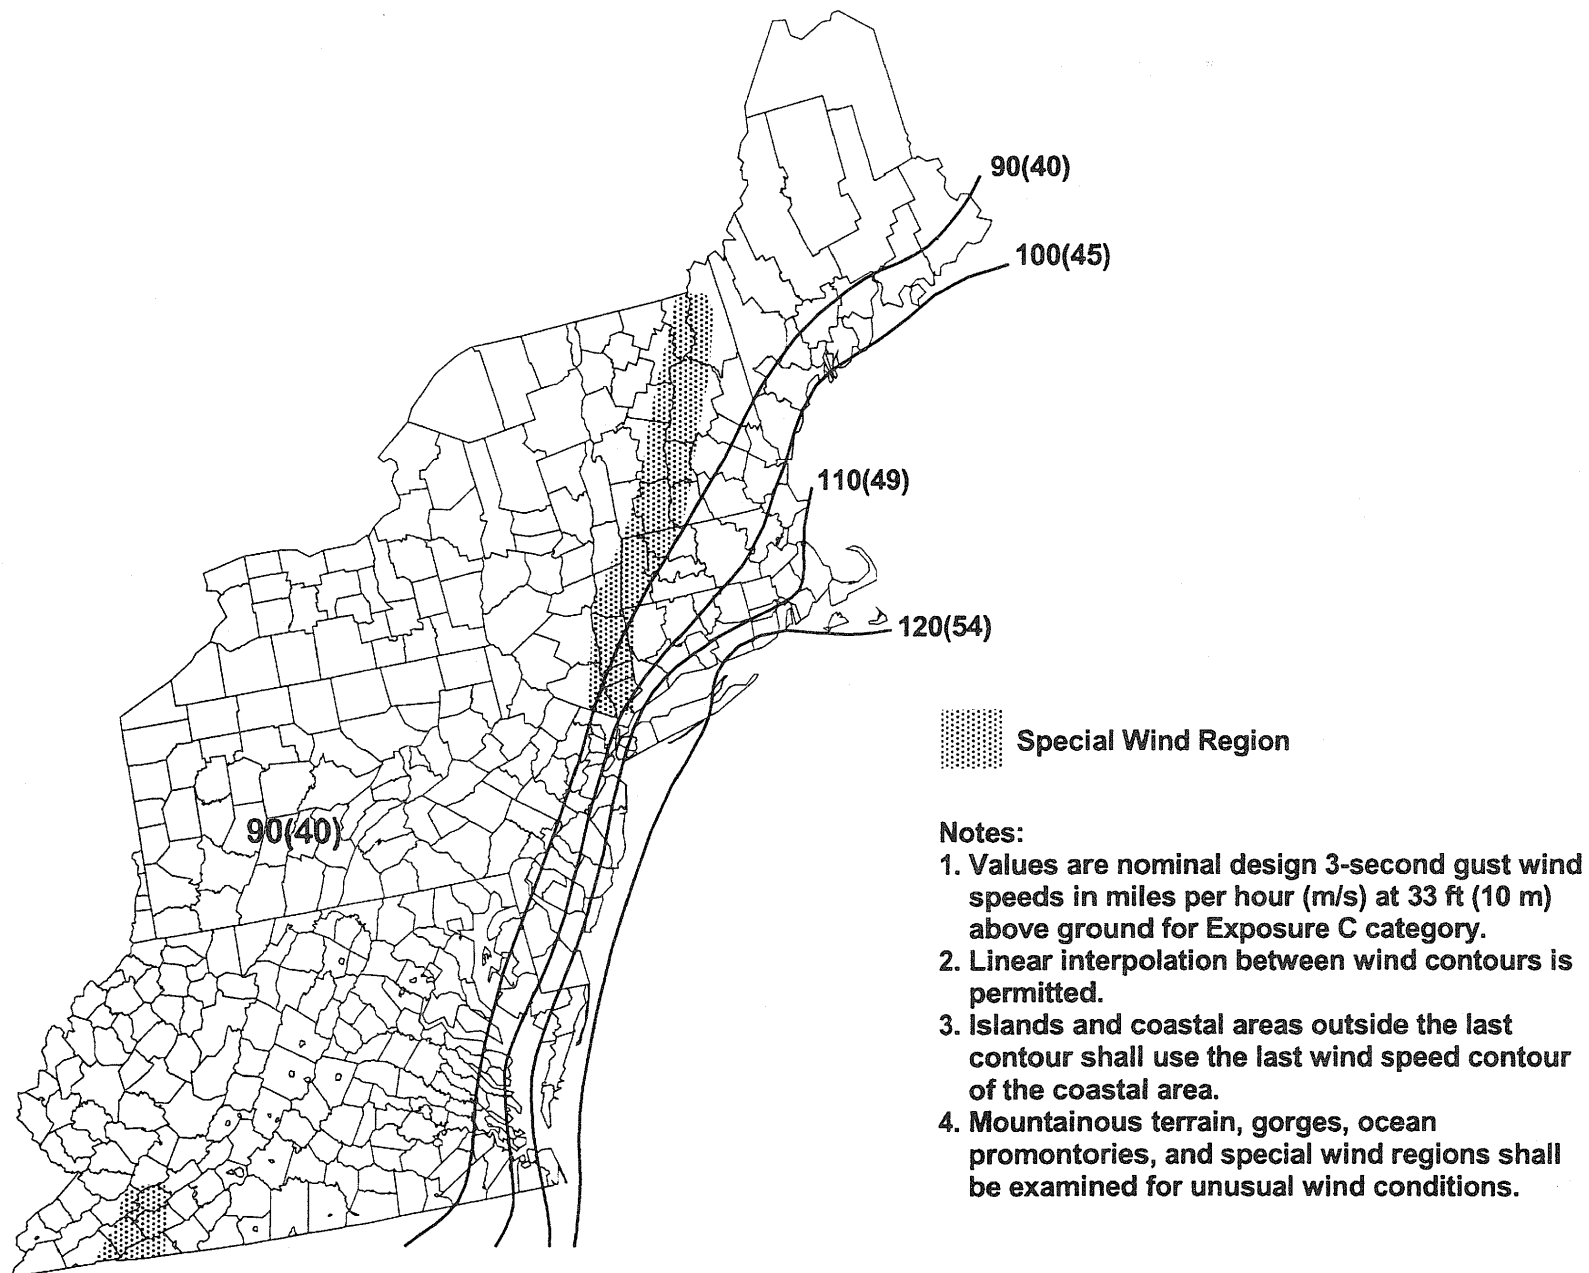 90(40)
100(45)
110(49)
120(54)
Special Wind Region
90(40)
Notes:
1. Values are nominal design 3-second gust wind
speeds in miles per hour (m/s) at 33 ft (10 m)
above ground for Exposure C category.
2. Linear interpolation between wind contours is
permitted.
3. Islands and coastal areas outside the last
contour shall use the last wind speed contour
of the coastal area.
4. Mountainous terrain, gorges, ocean
promontories, and special wind regions shall
be examined for unusual wind conditions.